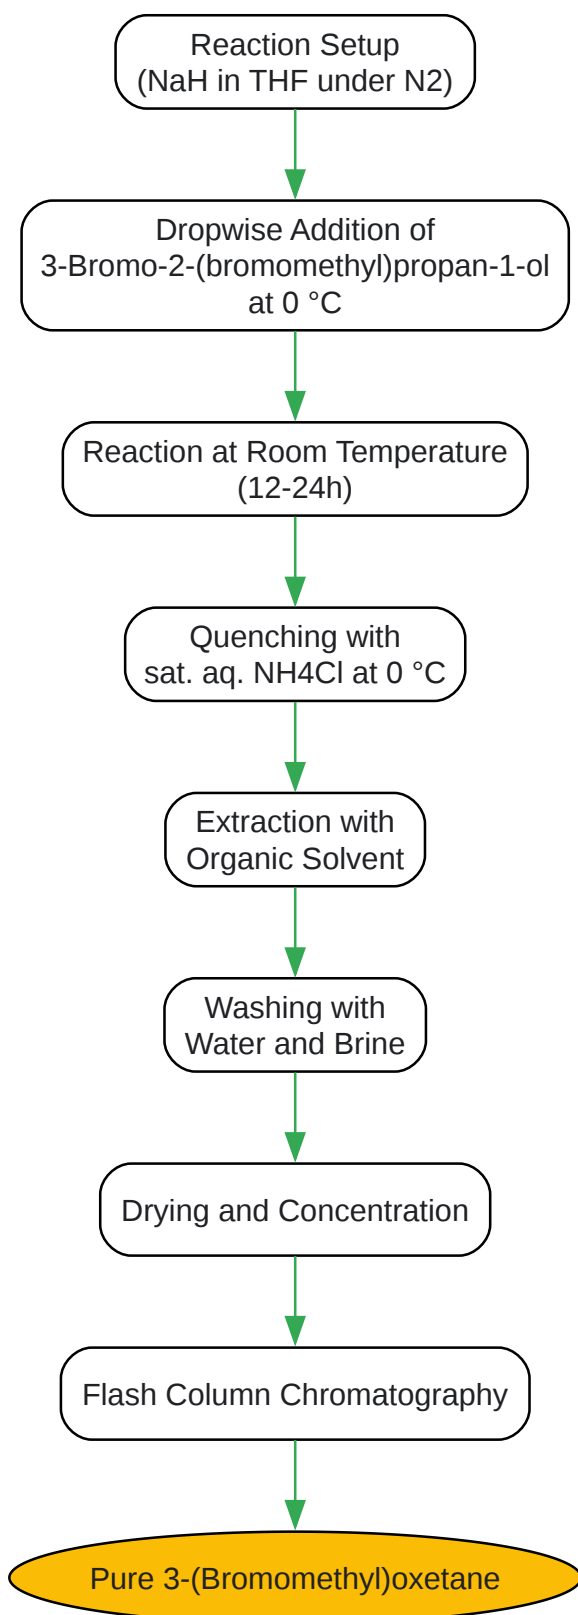 Reaction Setup
(NaH in THF under N2)
Dropwise Addition of
3-Bromo-2-(bromomethyl)propan-1-ol
at 0 °C
Reaction at Room Temperature
(12-24h)
Quenching with
sat. aq. NH4Cl at 0 °C
Extraction with
Organic Solvent
Washing with
Water and Brine
Drying and Concentration
Flash Column Chromatography
Pure 3-(Bromomethyl)oxetane